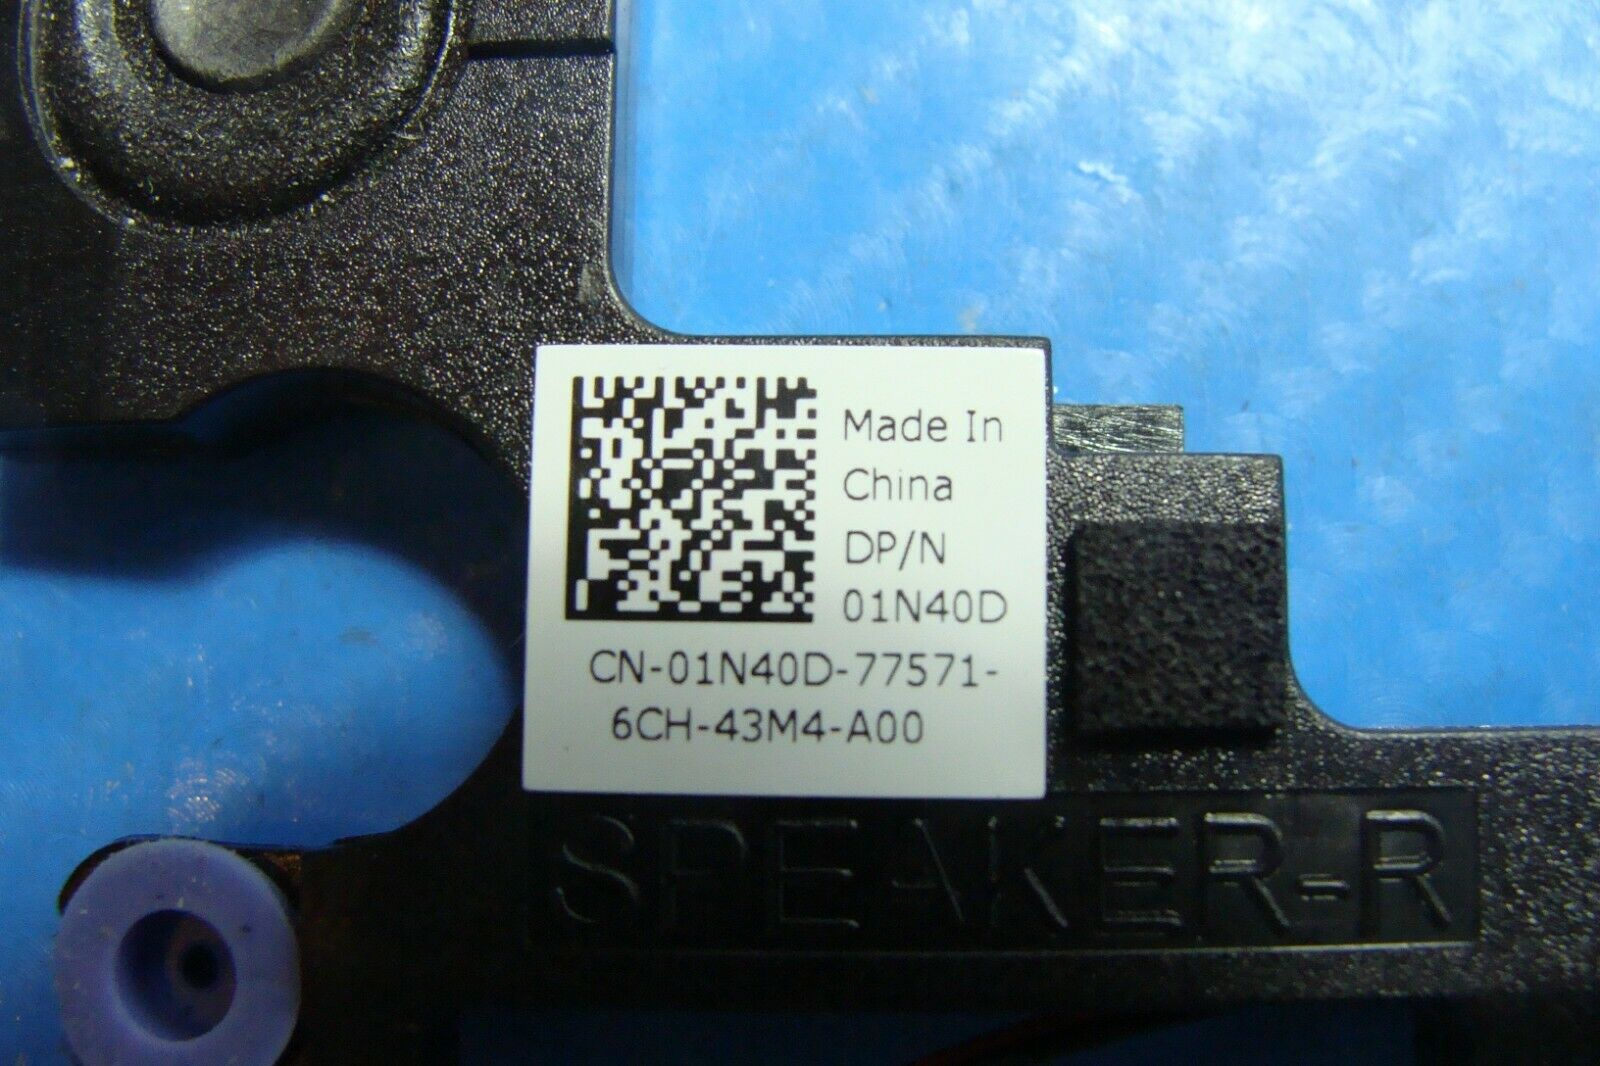 Made In
China
DP/N
01N40D
CN-01N40D-77571-
6CH-43M4-A00
SPEAKER-R